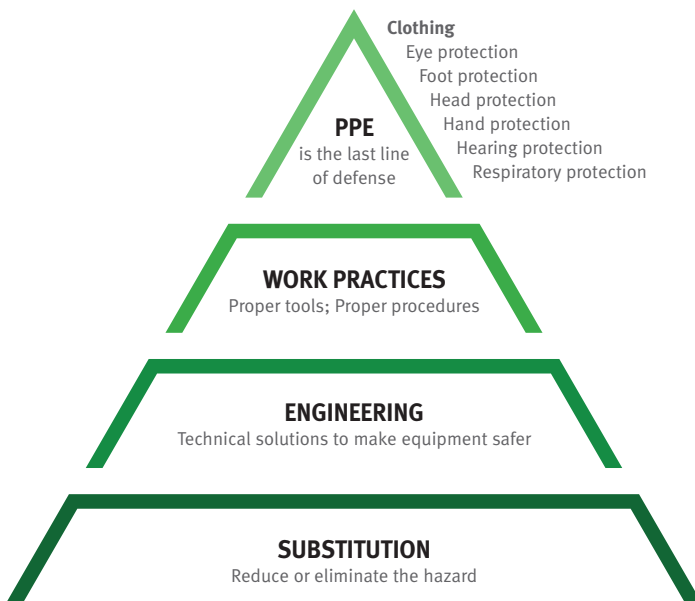 Clothing
Eye protection
Foot protection
Head protection
Hand protection
Hearing protection
Respiratory protection
PPE
is the last line
of defense
WORK PRACTICES
Proper tools; Proper procedures
ENGINEERING
Technical solutions to make equipment safer
SUBSTITUTION
Reduce or eliminate the hazard